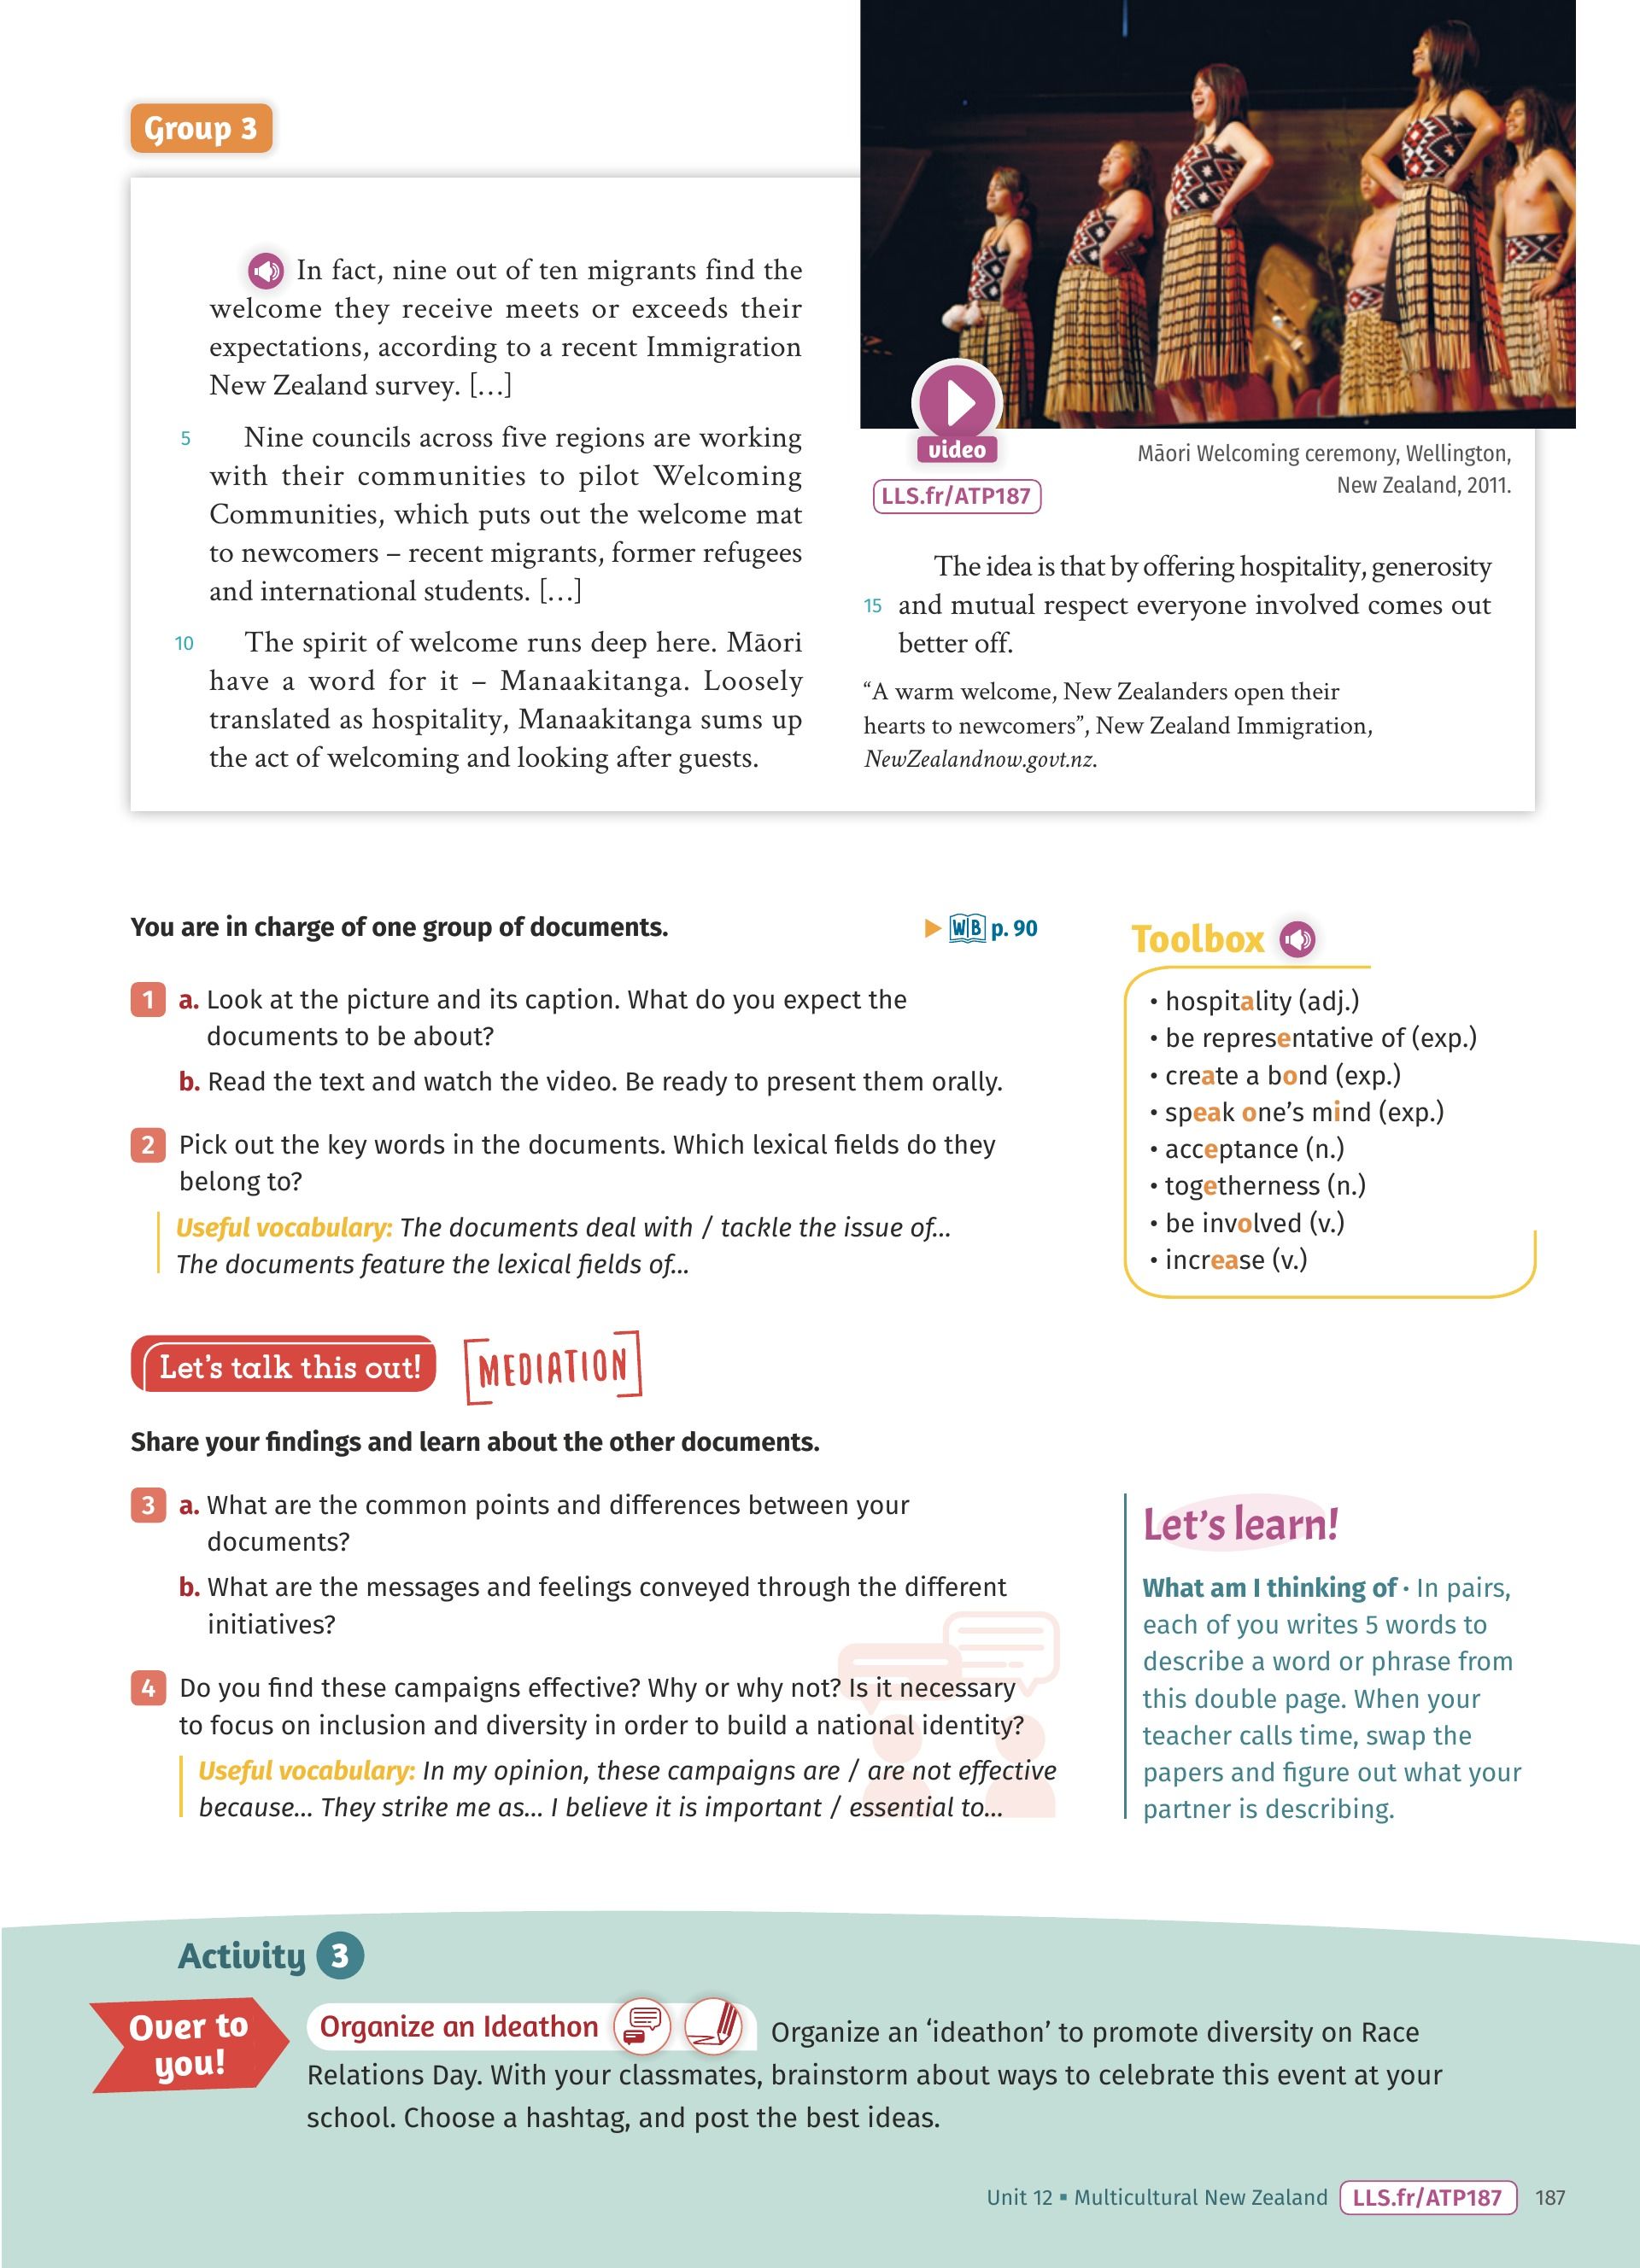 Group 3
In fact, nine out of ten migrants find the
welcome they receive meets or exceeds their
expectations, according to a recent Immigration
New Zealand survey. […]
5 Nine councils across five regions are working
with their communities to pilot Welcoming
Communities, which puts out the welcome mat
to newcomers – recent migrants, former refugees
and international students. […]
10 The spirit of welcome runs deep here. Māori
have a word for it – Manaakitanga. Loosely
translated as hospitality, Manaakitanga sums up
the act of welcoming and looking after guests.
video
LLS.fr/ATP187
Māori Welcoming ceremony, Wellington,
New Zealand, 2011.
The idea is that by offering hospitality, generosity
15 and mutual respect everyone involved comes out
better off.
“A warm welcome, New Zealanders open their
hearts to newcomers”, New Zealand Immigration,
NewZealandnow.govt.nz.
You are in charge of one group of documents.
WB p. 90
1 a. Look at the picture and its caption. What do you expect the
documents to be about?
b. Read the text and watch the video. Be ready to present them orally.
2 Pick out the key words in the documents. Which lexical fields do they
belong to?
Useful vocabulary: The documents deal with / tackle the issue of…
The documents feature the lexical fields of…
Toolbox
• hospitality (adj.)
• be representative of (exp.)
• create a bond (exp.)
• speak one’s mind (exp.)
• acceptance (n.)
• togetherness (n.)
• be involved (v.)
• increase (v.)
Let’s talk this out!
MEDIATION
Share your findings and learn about the other documents.
3 a. What are the common points and differences between your
documents?
b. What are the messages and feelings conveyed through the different
initiatives?
4 Do you find these campaigns effective? Why or why not? Is it necessary
to focus on inclusion and diversity in order to build a national identity?
Useful vocabulary: In my opinion, these campaigns are / are not effective
because… They strike me as… I believe it is important / essential to…
Let’s learn!
What am I thinking of • In pairs,
each of you writes 5 words to
describe a word or phrase from
this double page. When your
teacher calls time, swap the
papers and figure out what your
partner is describing.
Activity 3
Over to
you!
Organize an Ideathon Organize an ‘ideathon’ to promote diversity on Race
Relations Day. With your classmates, brainstorm about ways to celebrate this event at your
school. Choose a hashtag, and post the best ideas.
Unit 12 ▪ Multicultural New Zealand LLS.fr/ATP187 187